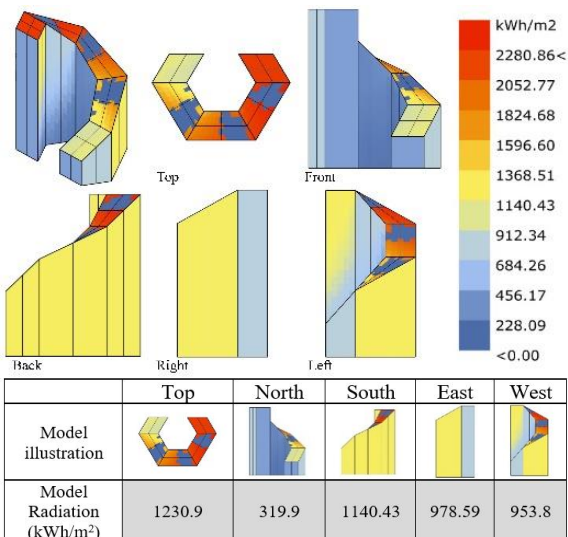 kWh/m2
2280.86<
2052.77
1824.68
1596.60
1368.51
1140.43
912.34
684.26
456.17
228.09
<0.00
Top
Front
Back
Right
Left
Top North South East West
Model
illustration
Model
Radiation
(kWh/m²)
1230.9 319.9 1140.43 978.59 953.8